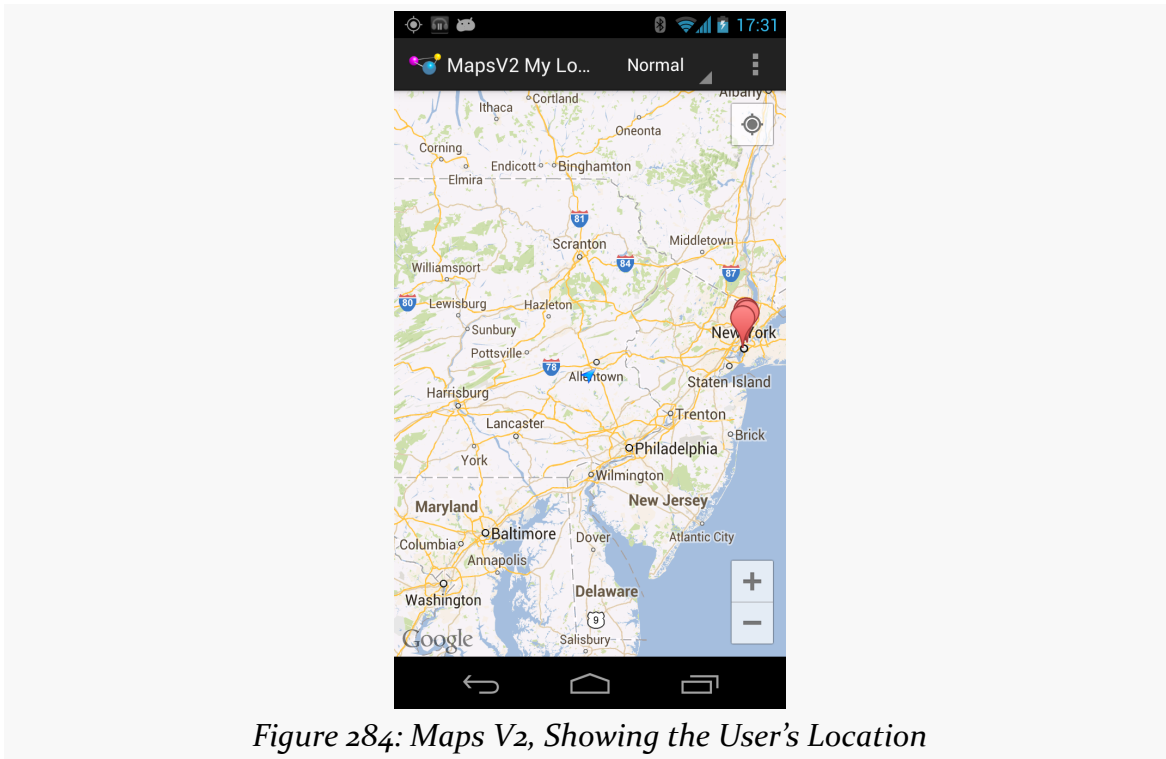 17:31
MapsV2 My Lo... Normal
Albany
Cortland
Ithaca
Oneonta
Corning
Endicott Binghamton
Elmira
81
Scranton
Middletown
84
Williamsport
87
80 Lewisburg Hazleton
Sunbury
New York
Pottsville
78
Allentown
Staten Island
Harrisburg
Trenton
Lancaster
Brick
Philadelphia
York
Wilmington
New Jersey
Maryland
Baltimore
Dover
Atlantic City
Columbia
Annapolis
Delaware
Washington
9
Google
Salisbury
Figure 284: Maps V2, Showing the User's Location